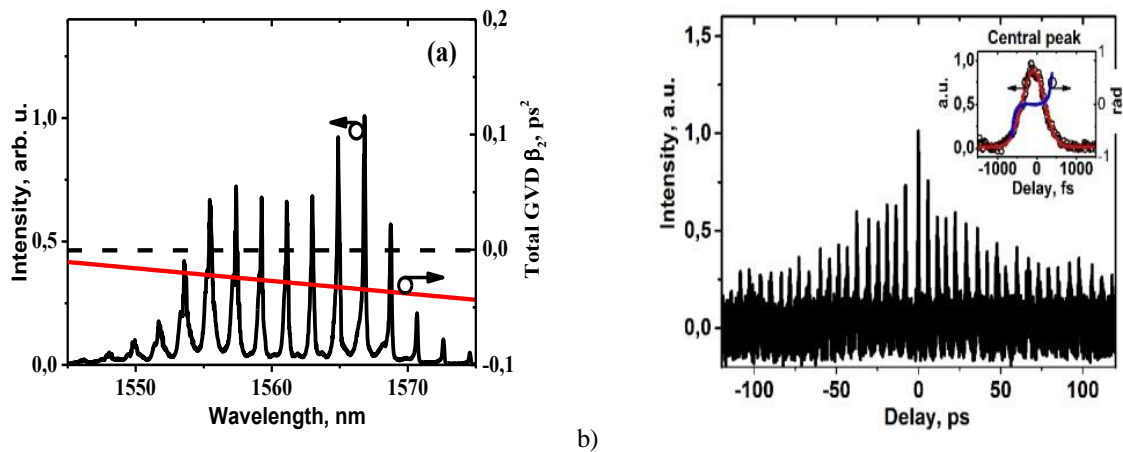 (a)
Intensity, arb. u.
1,0
0,5
0,0
1550
1560
1570
Wavelength, nm
0,2
0,1
0,0
-0,1
Total GVD β₂, ps²
b)
Intensity, a.u.
1,5
1,0
0,5
0,0
-100
-50
0
50
100
Delay, ps
Central peak
a.u.
1,0
0,5
0,0
-1000
0
1000
Delay, fs
1
0
-1
rad